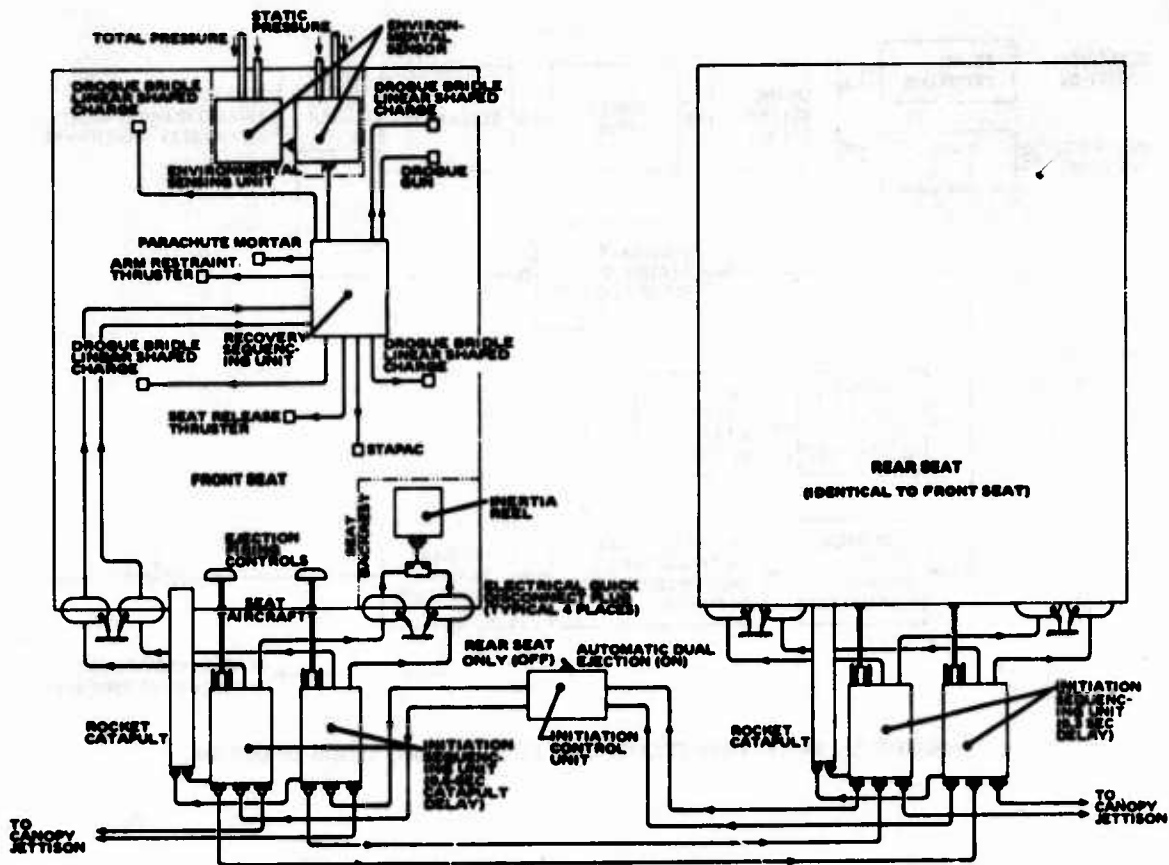 STATIC
PRESSURE
TOTAL PRESSURE
ENVIRON-
MENTAL
SENSOR
DROGUE BRIDLE
LINEAR SHAPED
CHARGE
DROGUE BRIDLE
LINEAR SHAPED
CHARGE
ENVIRONMENTAL
SENSING UNIT
DROGUE
GUN
PARACHUTE MORTAR
ARM RESTRAINT
THRUSTER
DROGUE BRIDLE
LINEAR SHAPED
CHARGE
RECOVERY
SEQUENC-
ING UNIT
DROGUE BRIDLE
LINEAR SHAPED
CHARGE
SEAT RELEASE
THRUSTER
STAPAC
FRONT SEAT
REAR SEAT
(IDENTICAL TO FRONT SEAT)
INERTIA
REEL
SEAT
BACKREST
EJECTION
FIRING
CONTROLS
SEAT
AIRCRAFT
ELECTRICAL QUICK
DISCONNECT PLUG
(TYPICAL 4 PLACES)
REAR SEAT
ONLY (OFF)
AUTOMATIC DUAL
EJECTION (ON)
ROCKET
CATAPULT
INITIATION
SEQUENC-
ING UNIT
CATAPULT
DELAY)
INITIATION
CONTROL
UNIT
ROCKET
CATAPULT
INITIATION
SEQUENC-
ING UNIT
DELAY)
TO
CANOPY
JETTISON
TO
CANOPY
JETTISON